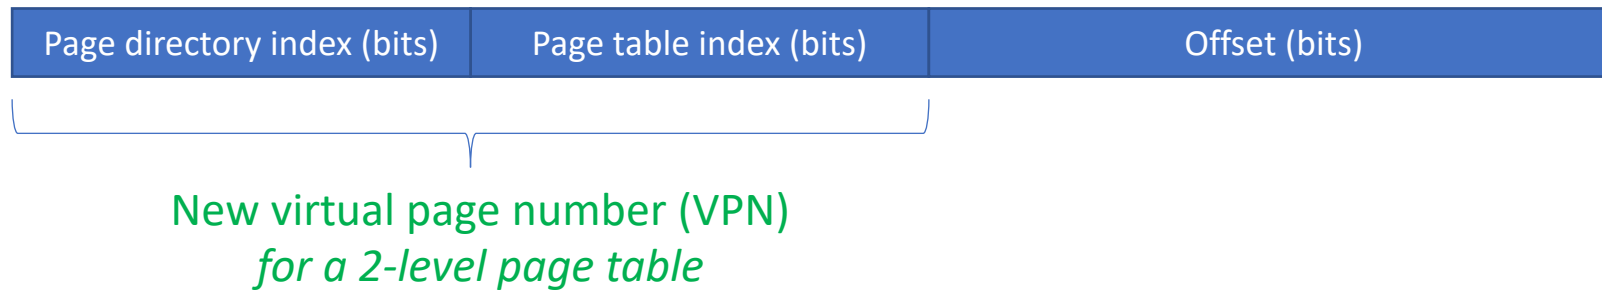 Page directory index (bits) Page table index (bits) Offset (bits)
New virtual page number (VPN)
for a 2-level page table